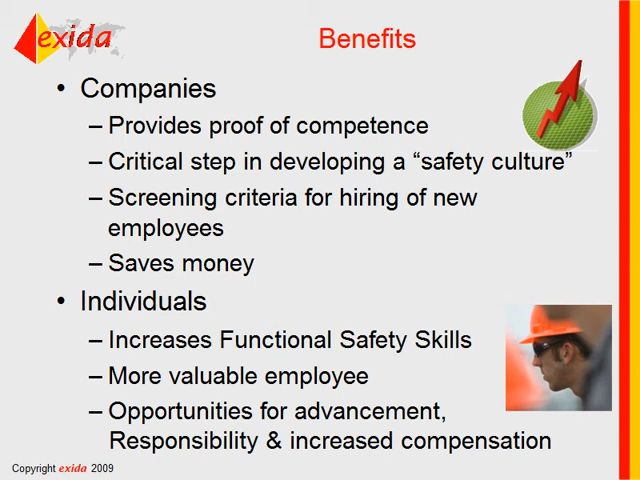 exida
Benefits
• Companies
– Provides proof of competence
– Critical step in developing a “safety culture”
– Screening criteria for hiring of new
employees
– Saves money
• Individuals
– Increases Functional Safety Skills
– More valuable employee
– Opportunities for advancement,
Responsibility & increased compensation
Copyright exida 2009